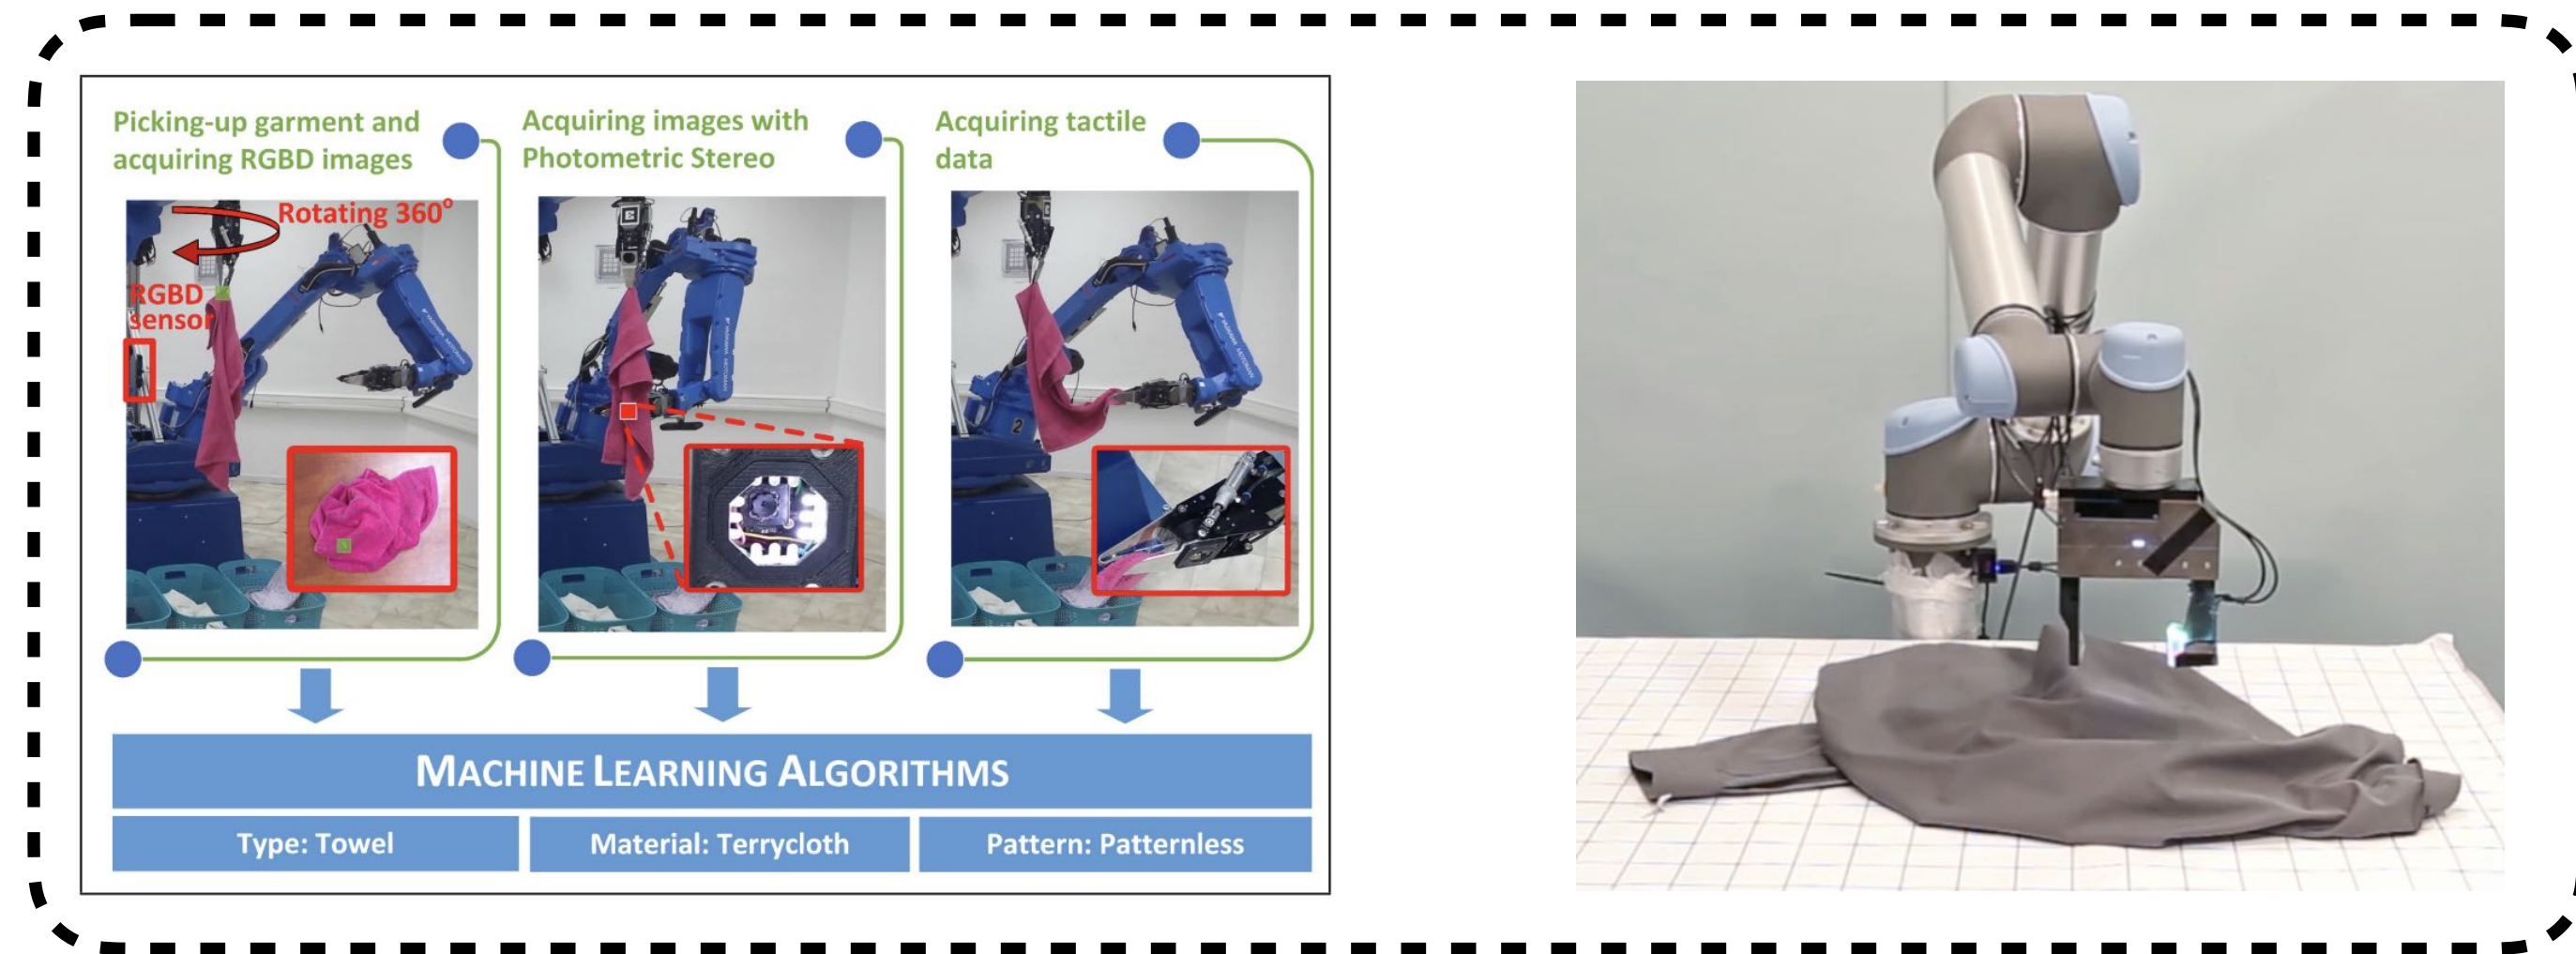 Picking-up garment and
acquiring RGBD images
Acquiring images with
Photometric Stereo
Acquiring tactile
data
Rotating 360°
RGBD
sensor
2
MACHINE LEARNING ALGORITHMS
Type: Towel
Material: Terrycloth
Pattern: Patternless